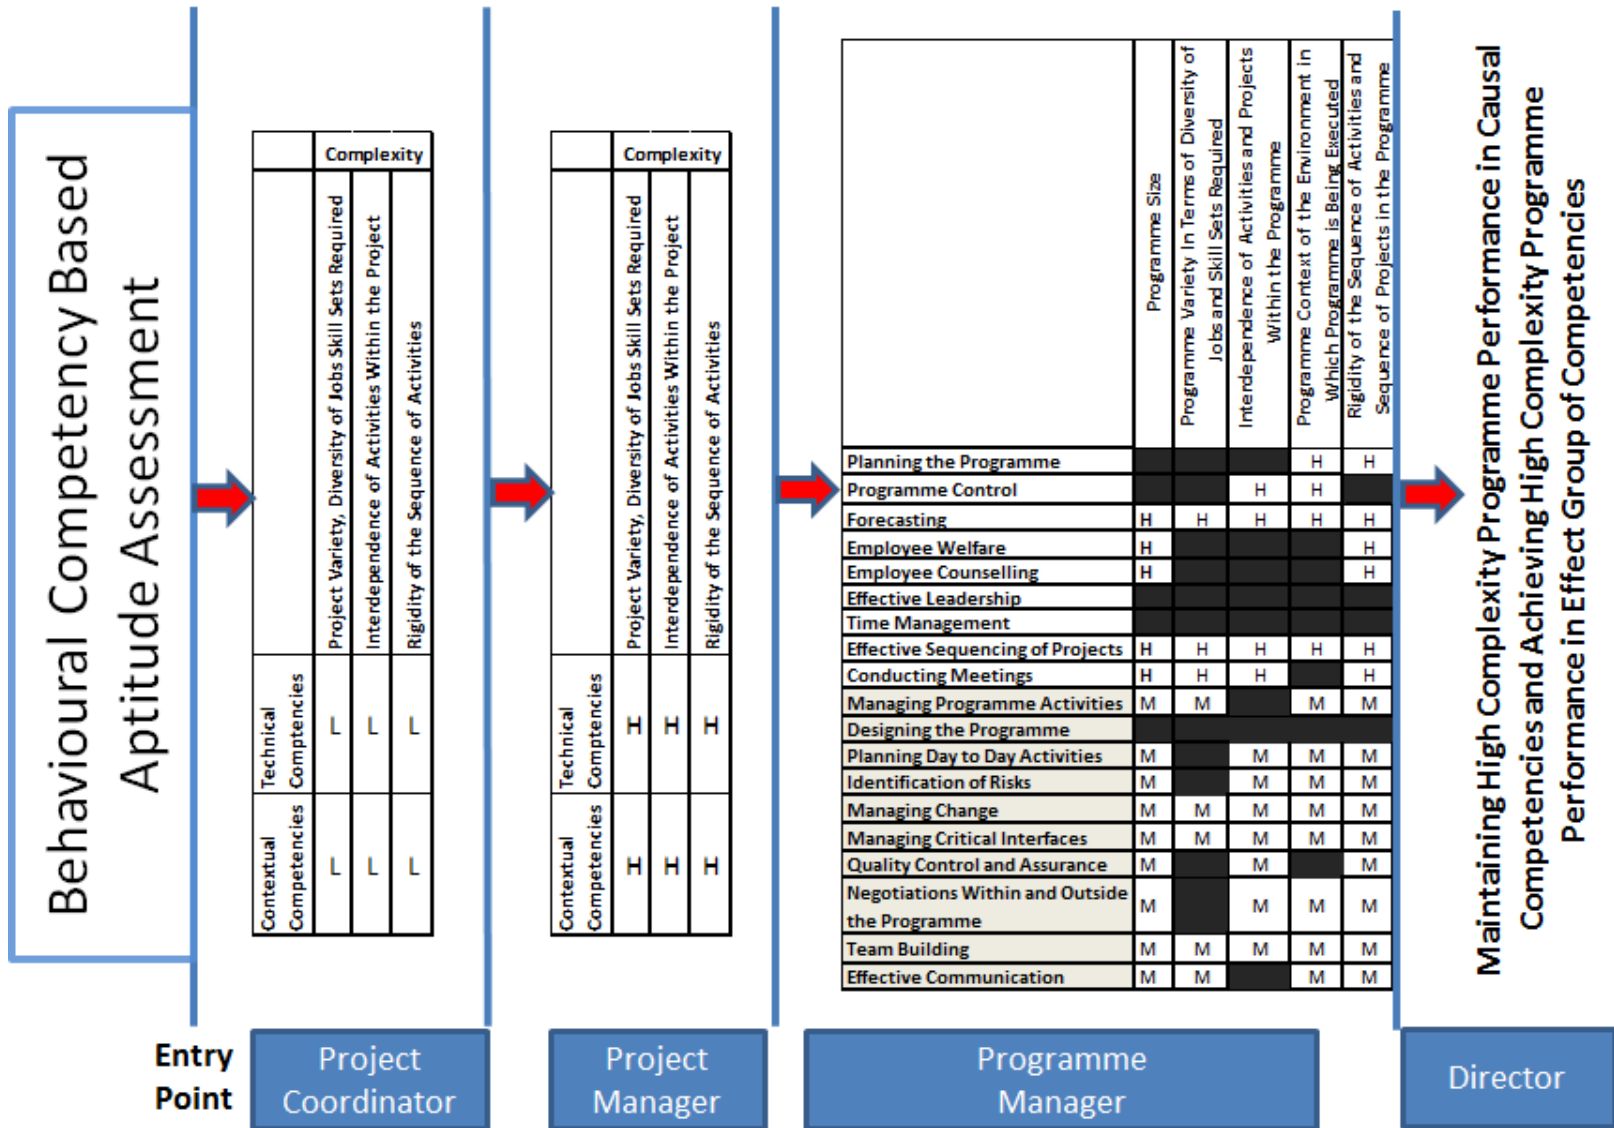 Behavioural Competency Based
Aptitude Assessment
Complexity
Project Variety, Diversity of Jobs Skill Sets Required
Interdependence of Activities Within the Project
Rigidity of the Sequence of Activities
Technical
Comptencies
L L L
Contextual
Competencies
L L L
Complexity
Project Variety, Diversity of Jobs Skill Sets Required
Interdependence of Activities Within the Project
Rigidity of the Sequence of Activities
Technical
Competencies
H H H
Contextual
Competencies
H H H
Programme Size
Programme Variety In Terms of Diversity of
Jobs and Skill Sets Required
Interdependence of Activities and Projects
Within the Programme
Programme Context of the Environment in
Which Programme is Being Executed
Rigidity of the Sequence of Activities and
Sequence of Projects in the Programme
Planning the Programme H H
Programme Control H H
Forecasting H H H H H
Employee Welfare H H
Employee Counselling H H
Effective Leadership
Time Management
Effective Sequencing of Projects H H H H H
Conducting Meetings H H H H
Managing Programme Activities M M M M
Designing the Programme
Planning Day to Day Activities M M M M
Identification of Risks M M M M
Managing Change M M M M M
Managing Critical Interfaces M M M M M
Quality Control and Assurance M M M
Negotiations Within and Outside
the Programme M M M M
Team Building M M M M M
Effective Communication M M M M
Maintaining High Complexity Programme Performance in Causal
Competencies and Achieving High Complexity Programme
Performance in Effect Group of Competencies
Entry
Point
Project
Coordinator
Project
Manager
Programme
Manager
Director